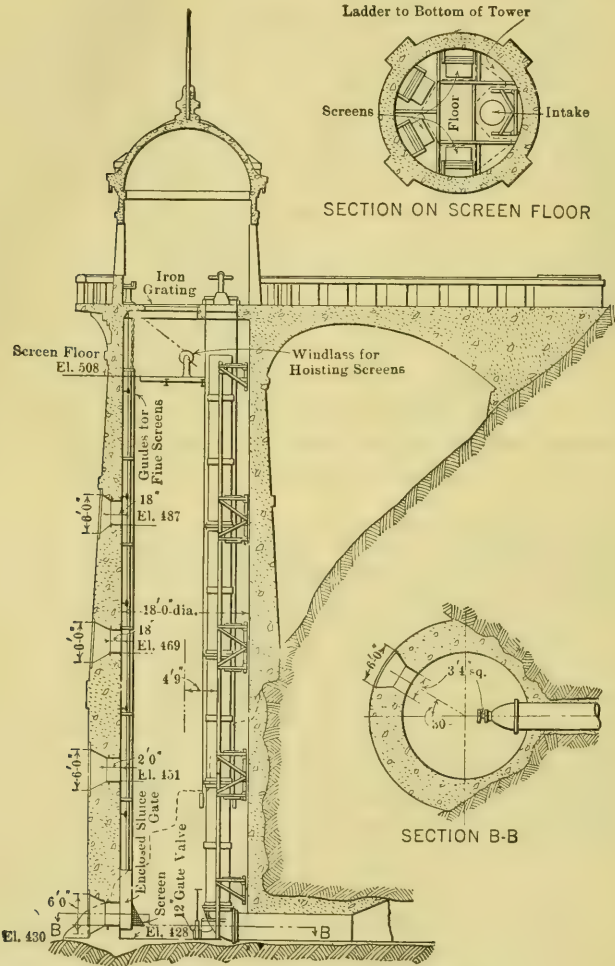 Ladder to Bottom of Tower
Screens
Floor
Intake
SECTION ON SCREEN FLOOR
Iron
Grating
Screen Floor
El. 508
Windlass for
Hoisting Screens
Guides for
Fine Screens
6'-0"
18"
El. 487
18'-0" dia.
6'-0"
18"
El. 469
4'9"
6'-0"
2'0"
El. 451
6'0"
3'4" sq.
30
SECTION B-B
Enclosed Sluice
Gate
Screen
12" Gate Valve
6'0"
B
El. 428
B
El. 430